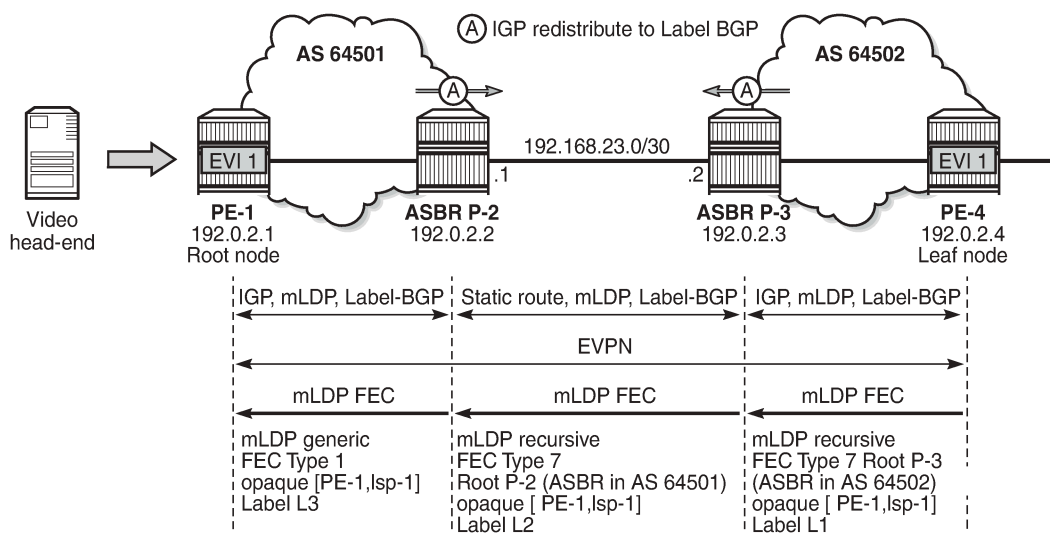 A IGP redistribute to Label BGP
AS 64501
AS 64502
A
A
192.168.23.0/30
EVI 1
.1
.2
EVI 1
Video
head-end
PE-1
192.0.2.1
Root node
ASBR P-2
192.0.2.2
ASBR P-3
192.0.2.3
PE-4
192.0.2.4
Leaf node
IGP, mLDP, Label-BGP
Static route, mLDP, Label-BGP
IGP, mLDP, Label-BGP
EVPN
mLDP FEC
mLDP FEC
mLDP FEC
mLDP generic
FEC Type 1
opaque [PE-1,lsp-1]
Label L3
mLDP recursive
FEC Type 7
Root P-2 (ASBR in AS 64501)
opaque [ PE-1,lsp-1]
Label L2
mLDP recursive
FEC Type 7 Root P-3
(ASBR in AS 64502)
opaque [ PE-1,lsp-1]
Label L1